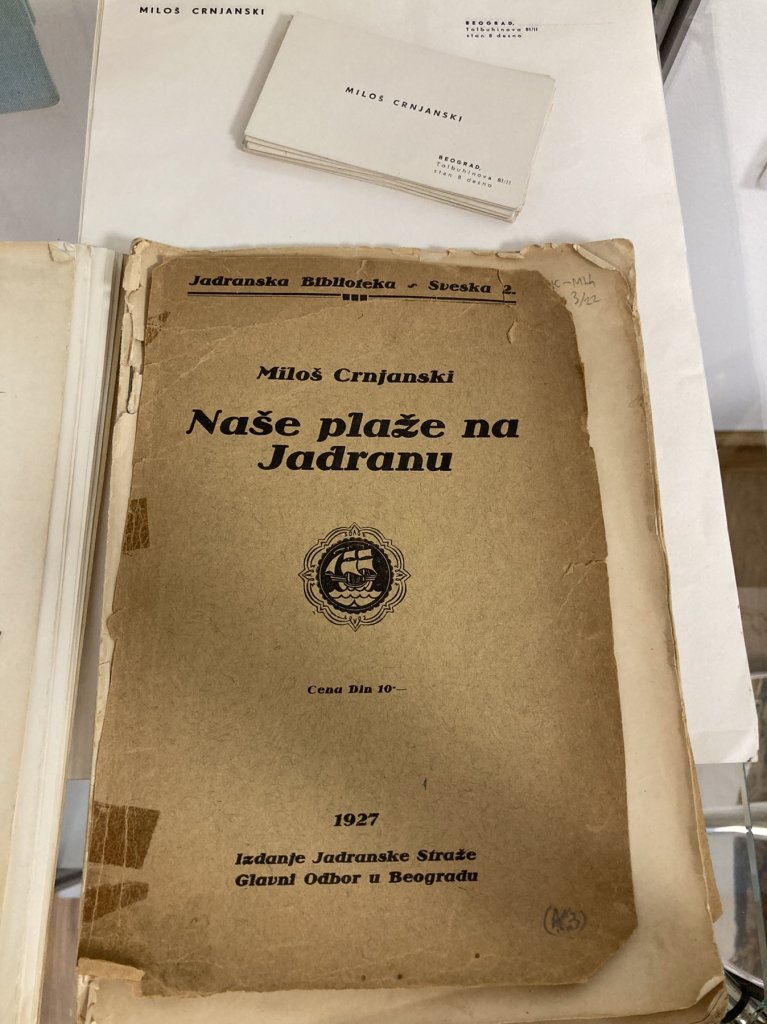 MILOŠ CRNJANSKI
BEOGRAD,
Tolbuhinova 81/II
stan 8 desno
MILOŠ CRNJANSKI
BEOGRAD,
Tolbuhinova 81/II
stan 8 desno
Jadranska Biblioteka ~ Sveska 2.
3/22
Miloš Crnjanski
Naše plaže na
Jadranu
Cena Din 10·—
1927
Izdanje Jadranske Straže
Glavni Odbor u Beogradu